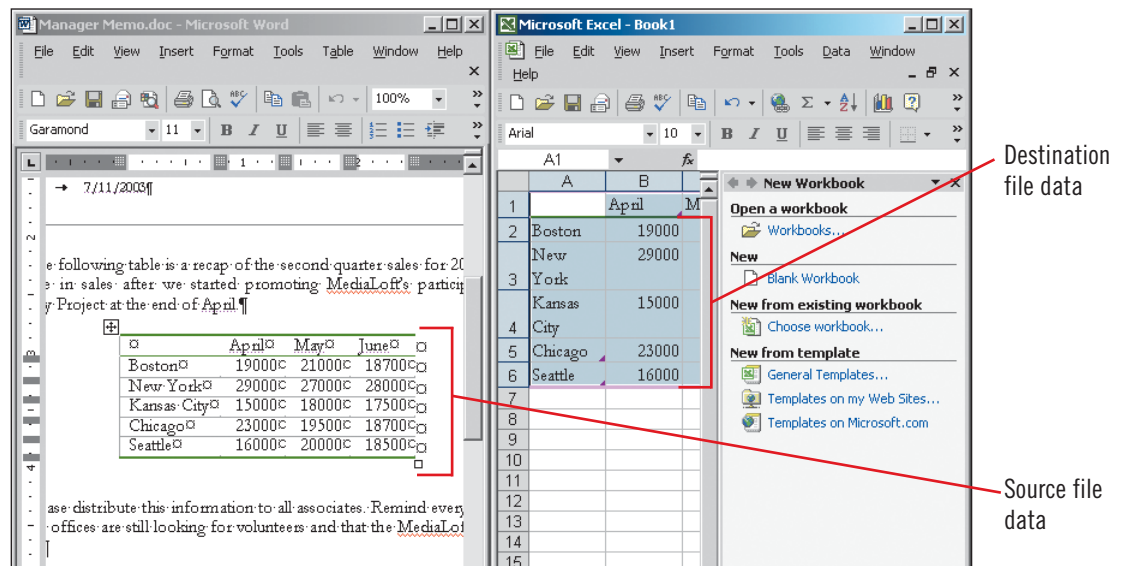 Manager Memo.doc - Microsoft Word
File Edit View Insert Format Tools Table Window Help
100%
Garamond 11 B I U
1 2
→ 7/11/2003¶
2
e·following·table·is·a·recap·of·the·second·quarter·sales·for·20
e·in·sales·after·we·started·promoting·MediaLoft's·particip
y·Project·at·the·end·of·April.¶
3
April¤ May¤ June¤
Boston¤ 19000 21000 18700
New·York¤ 29000 27000 28000
Kansas·City¤ 15000 18000 17500
Chicago¤ 23000 19500 18700
Seattle¤ 16000 20000 18500
4
ase·distribute·this·information·to·all·associates.·Remind·every
offices·are·still·looking·for·volunteers·and·that·the·MediaLof
Microsoft Excel - Book1
File Edit View Insert Format Tools Data Window
Help
Arial 10 B I U
A1 fx
A B
1 April M
2 Boston 19000
New 29000
3 York
Kansas 15000
4 City
5 Chicago 23000
6 Seattle 16000
7
8
9
10
11
12
13
14
15
New Workbook
Open a workbook
Workbooks...
New
Blank Workbook
New from existing workbook
Choose workbook...
New from template
General Templates...
Templates on my Web Sites...
Templates on Microsoft.com
Destination
file data
Source file
data